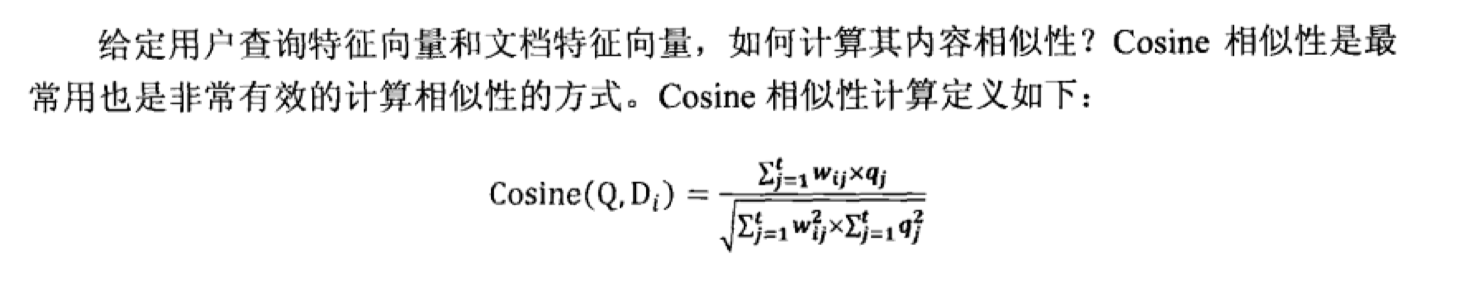 给定用户查询特征向量和文档特征向量，如何计算其内容相似性？Cosine 相似性是最
常用也是非常有效的计算相似性的方式。Cosine 相似性计算定义如下：
Cosine(Q,D_i) = \frac{\sum_{j=1}^{t} w_{ij} \times q_j}{\sqrt{\sum_{j=1}^{t} w_{ij}^2 \times \sum_{j=1}^{t} q_j^2}}